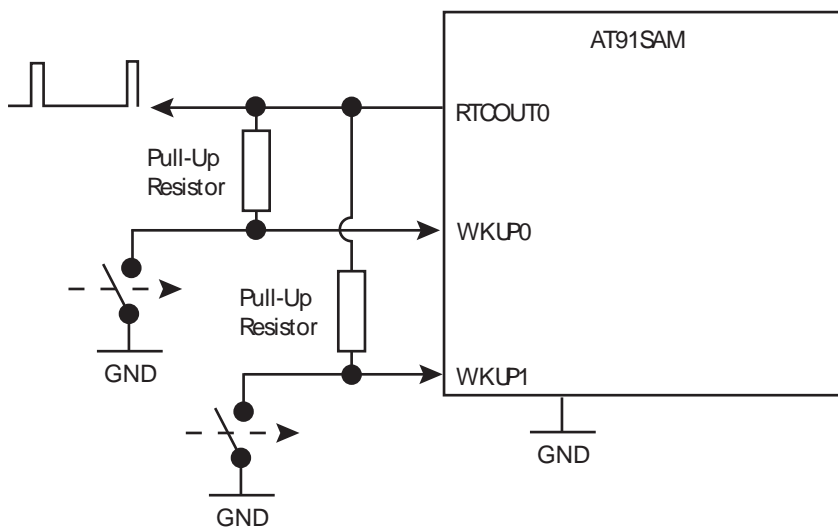 AT91SAM
RTCOUT0
Pull-Up
Resistor
WKUP0
Pull-Up
Resistor
GND
WKUP1
GND
GND